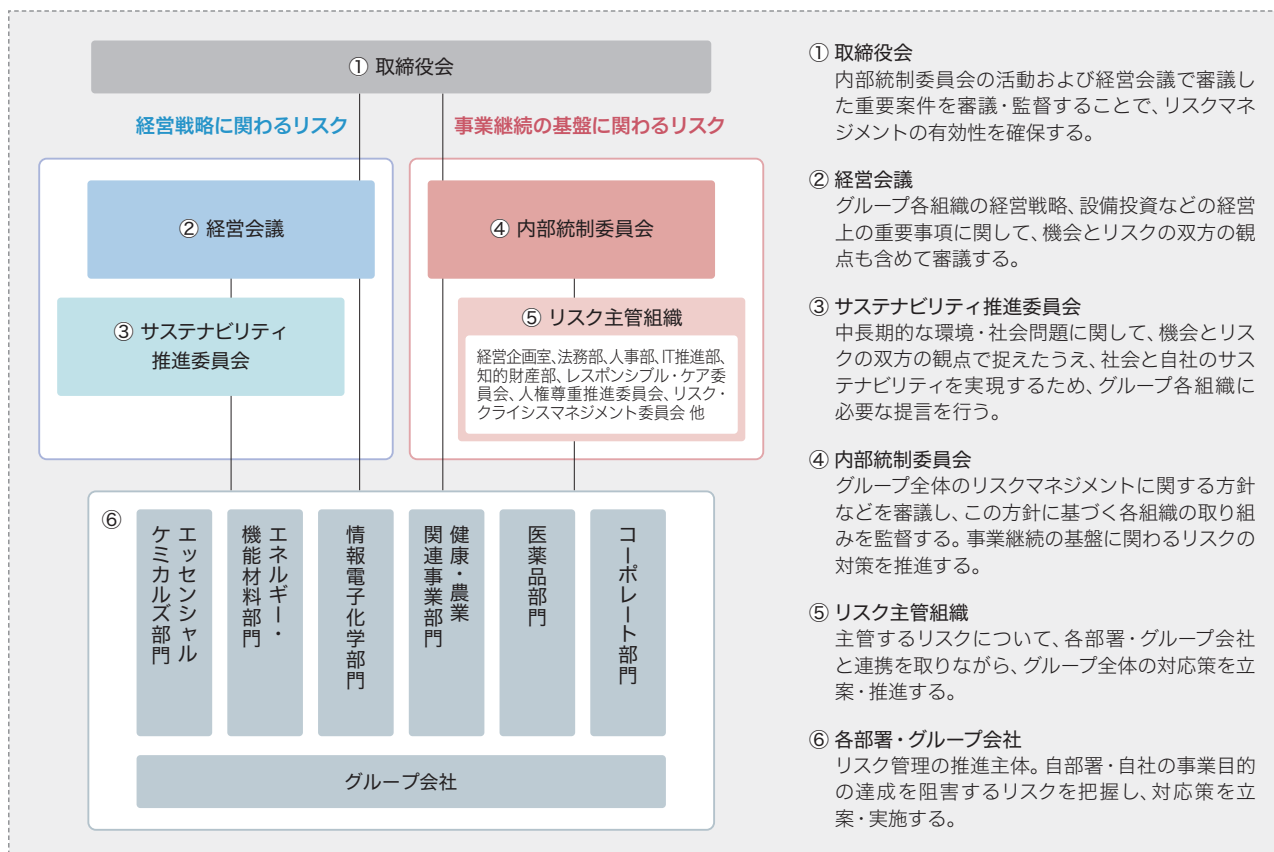 ① 取締役会
経営戦略に関わるリスク
事業継続の基盤に関わるリスク
② 経営会議
③ サステナビリティ
推進委員会
④ 内部統制委員会
⑤ リスク主管組織
経営企画室、法務部、人事部、IT推進部、
知的財産部、レスポンシブル・ケア委
員会、人権尊重推進委員会、リスク・
クライシスマネジメント委員会 他
⑥
エッセンシャル
ケミカルズ部門
エネルギー・
機能材料部門
情報電子化学部門
健康・農業
関連事業部門
医薬品部門
コーポレート部門
グループ会社
① 取締役会
内部統制委員会の活動および経営会議で審議し
た重要案件を審議・監督することで、リスクマネ
ジメントの有効性を確保する。
② 経営会議
グループ各組織の経営戦略、設備投資などの経営
上の重要事項に関して、機会とリスクの双方の観
点も含めて審議する。
③ サステナビリティ推進委員会
中長期的な環境・社会問題に関して、機会とリス
クの双方の観点で捉えたうえ、社会と自社のサス
テナビリティを実現するため、グループ各組織に
必要な提言を行う。
④ 内部統制委員会
グループ全体のリスクマネジメントに関する方針
などを審議し、この方針に基づく各組織の取り組
みを監督する。事業継続の基盤に関わるリスクの
対策を推進する。
⑤ リスク主管組織
主管するリスクについて、各部署・グループ会社
と連携を取りながら、グループ全体の対応策を立
案・推進する。
⑥ 各部署・グループ会社
リスク管理の推進主体。自部署・自社の事業目的
の達成を阻害するリスクを把握し、対応策を立
案・実施する。